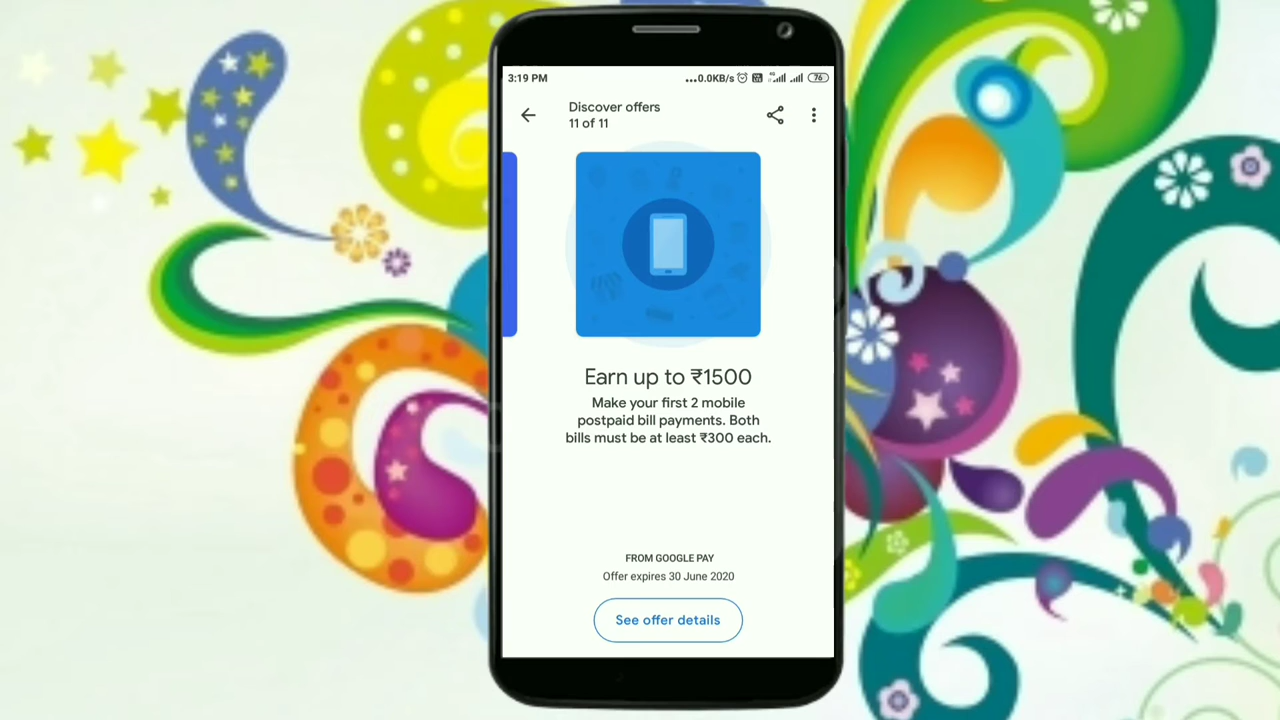 3:19 PM
...0.0KB/s 4G 76
Discover offers
11 of 11
Earn up to ₹1500
Make your first 2 mobile
postpaid bill payments. Both
bills must be at least ₹300 each.
FROM GOOGLE PAY
Offer expires 30 June 2020
See offer details